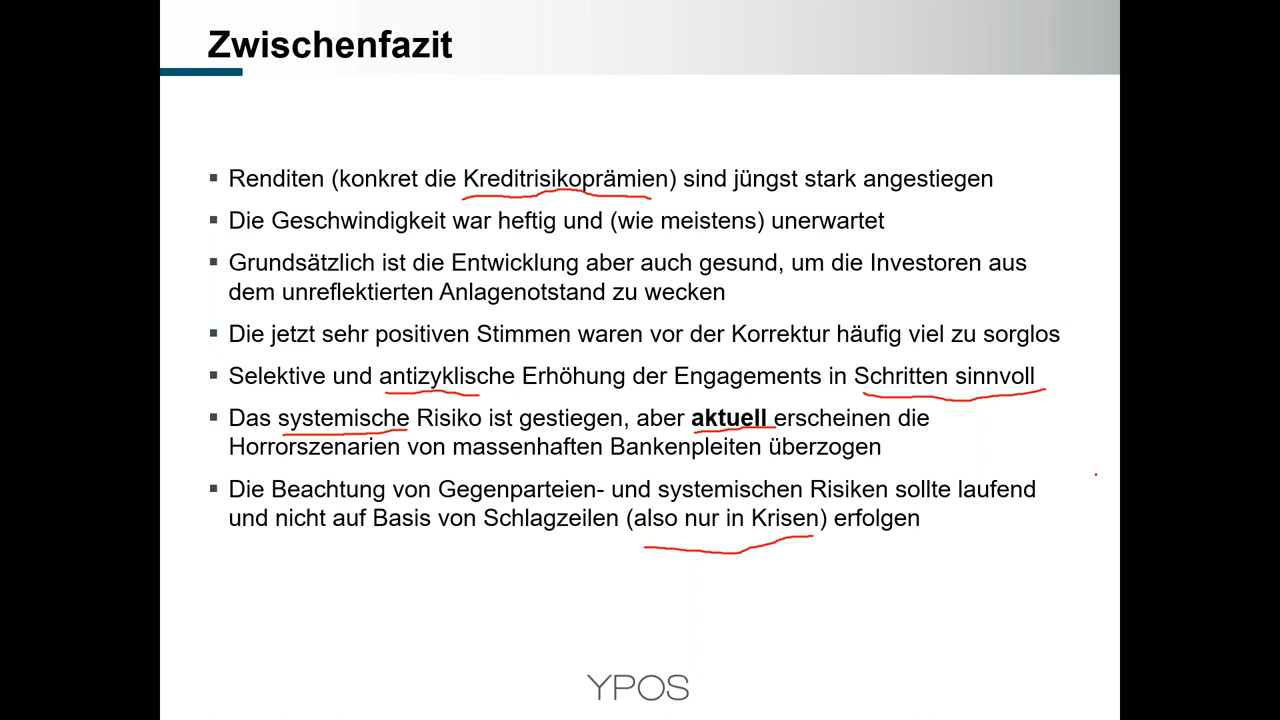 Zwischenfazit
▪ Renditen (konkret die Kreditrisikoprämien) sind jüngst stark angestiegen
▪ Die Geschwindigkeit war heftig und (wie meistens) unerwartet
▪ Grundsätzlich ist die Entwicklung aber auch gesund, um die Investoren aus
dem unreflektierten Anlagenotstand zu wecken
▪ Die jetzt sehr positiven Stimmen waren vor der Korrektur häufig viel zu sorglos
▪ Selektive und antizyklische Erhöhung der Engagements in Schritten sinnvoll
▪ Das systemische Risiko ist gestiegen, aber aktuell erscheinen die
Horrorszenarien von massenhaften Bankenpleiten überzogen
▪ Die Beachtung von Gegenparteien- und systemischen Risiken sollte laufend
und nicht auf Basis von Schlagzeilen (also nur in Krisen) erfolgen
YPOS